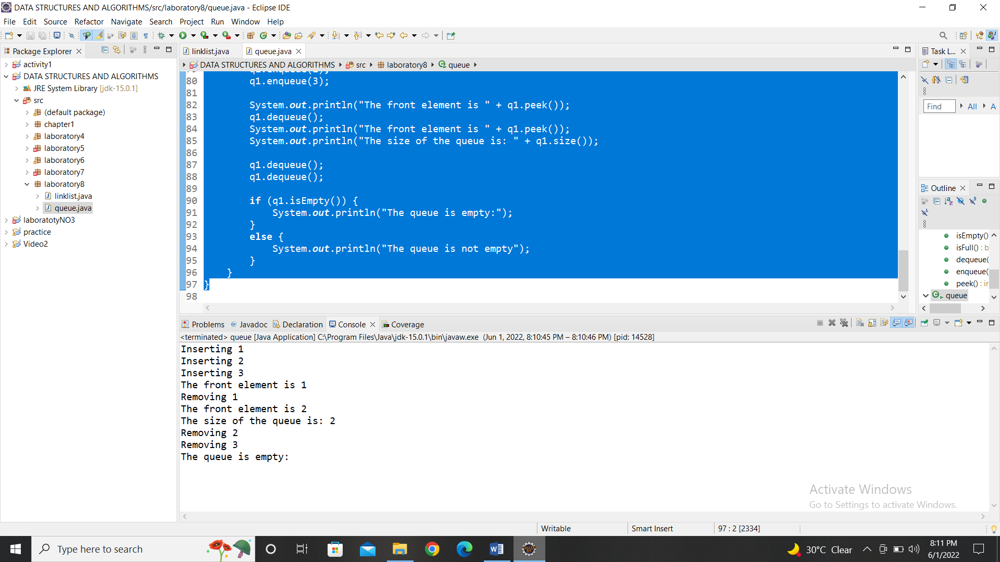 DATA STRUCTURES AND ALGORITHMS/src/laboratory8/queue.java - Eclipse IDE
File Edit Source Refactor Navigate Search Project Run Window Help
Package Explorer
activity1
DATA STRUCTURES AND ALGORITHMS
JRE System Library [jdk-15.0.1]
src
(default package)
chapter1
laboratory4
laboratory5
laboratory6
laboratory7
laboratory8
linklist.java
queue.java
laboratotyNO3
practice
Video2
linklist.java queue.java
DATA STRUCTURES AND ALGORITHMS src laboratory8 queue
80 q1.enqueue(3);
81
82 System.out.println("The front element is " + q1.peek());
83 q1.dequeue();
84 System.out.println("The front element is " + q1.peek());
85 System.out.println("The size of the queue is: " + q1.size());
86
87 q1.dequeue();
88 q1.dequeue();
89
90 if (q1.isEmpty()) {
91 System.out.println("The queue is empty:");
92 }
93 else {
94 System.out.println("The queue is not empty");
95 }
96 }
97 }
98
Task L...
Find All A
Outline
isEmpty()
isFull() : b
dequeue(
enqueue(
peek() : ir
queue
Problems @ Javadoc Declaration Console Coverage
<terminated> queue [Java Application] C:\Program Files\Java\jdk-15.0.1\bin\javaw.exe (Jun 1, 2022, 8:10:45 PM – 8:10:46 PM) [pid: 14528]
Inserting 1
Inserting 2
Inserting 3
The front element is 1
Removing 1
The front element is 2
The size of the queue is: 2
Removing 2
Removing 3
The queue is empty:
Activate Windows
Go to Settings to activate Windows.
Writable Smart Insert 97 : 2 [2334]
Type here to search
30°C Clear
8:11 PM
6/1/2022